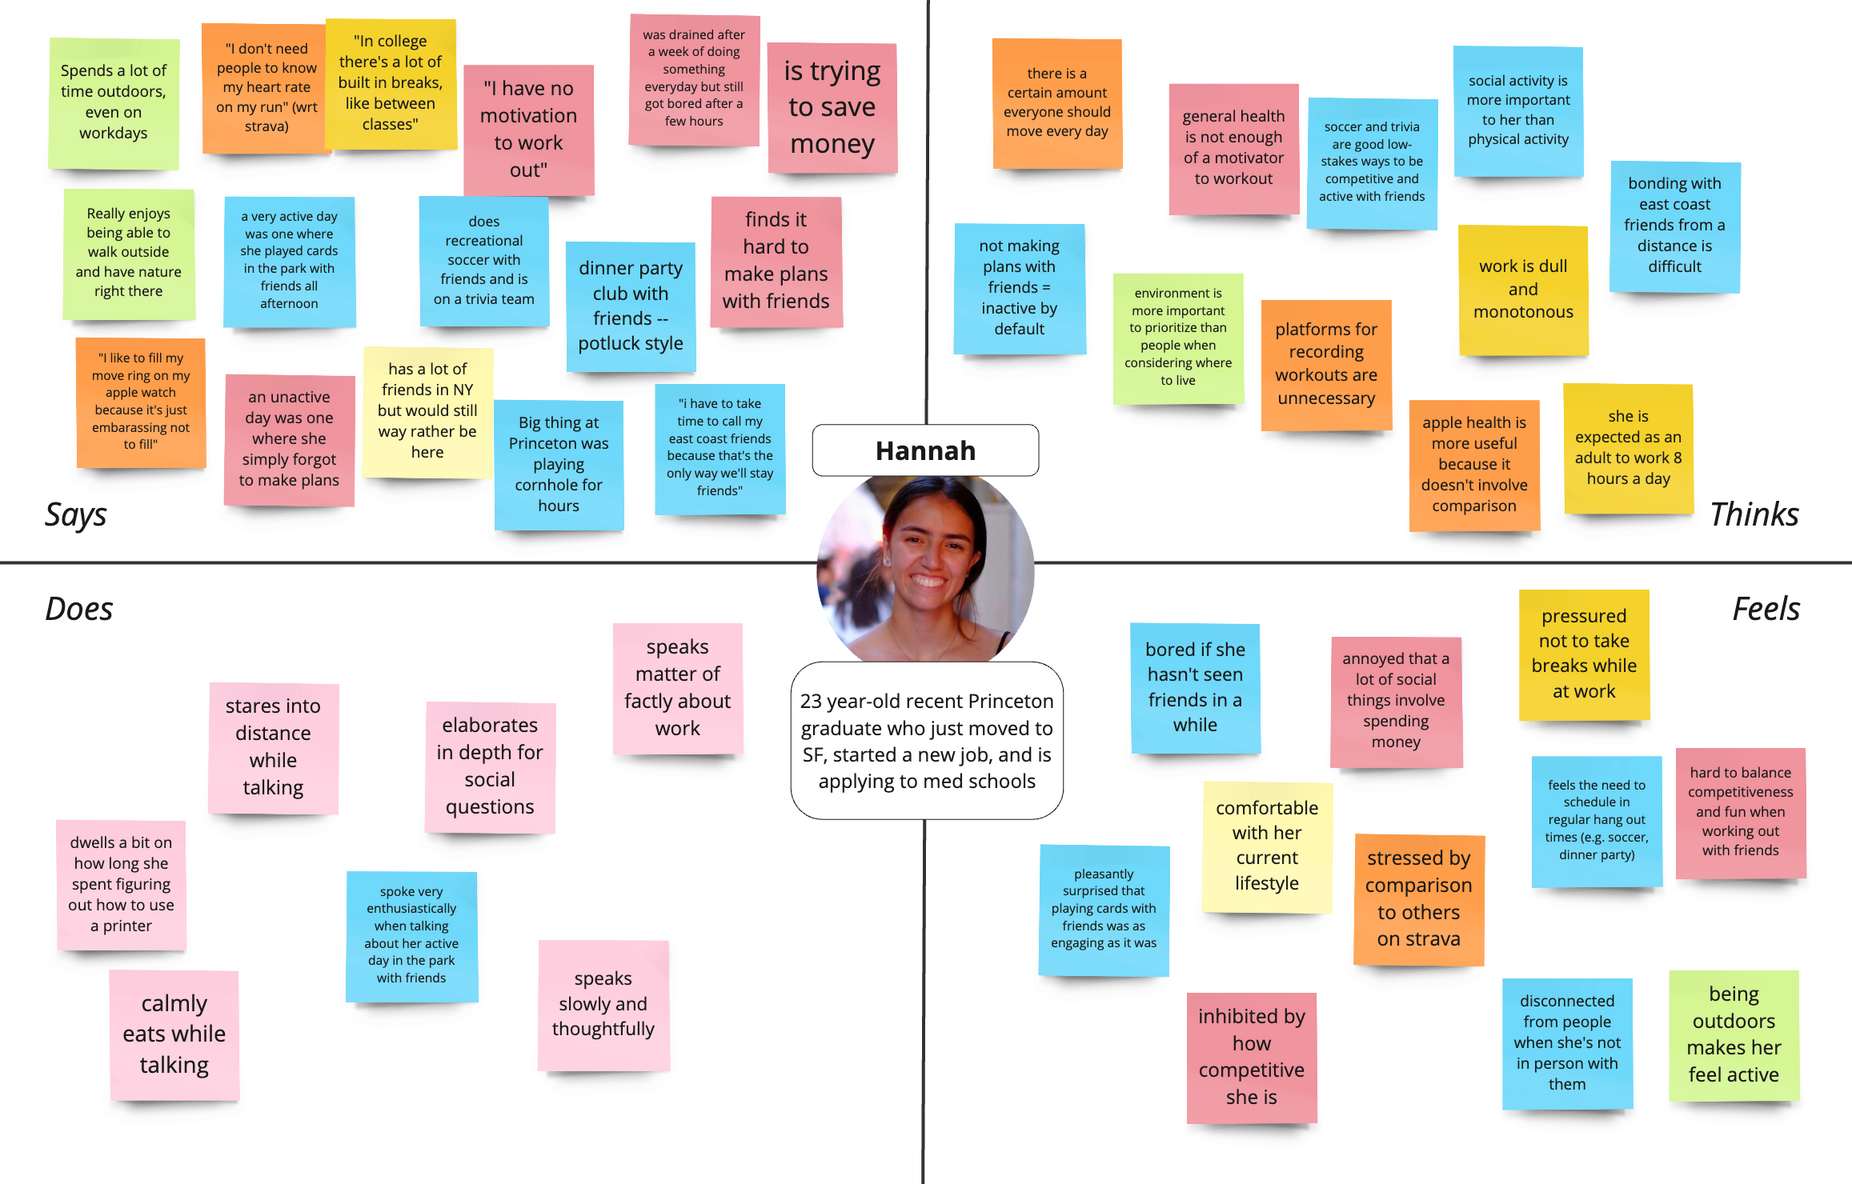 Spends a lot of
time outdoors,
even on
workdays
"I don't need
people to know
my heart rate
on my run" (wrt
strava)
"In college
there's a lot of
built in breaks,
like between
classes"
"I have no
motivation
to work
out"
was drained after
a week of doing
something
everyday but still
got bored after a
few hours
is trying
to save
money
Really enjoys
being able to
walk outside
and have nature
right there
a very active day
was one where
she played cards
in the park with
friends all
afternoon
does
recreational
soccer with
friends and is
on a trivia team
dinner party
club with
friends --
potluck style
finds it
hard to
make plans
with friends
"I like to fill my
move ring on my
apple watch
because it's just
embarassing not
to fill"
an unactive
day was one
where she
simply forgot
to make plans
has a lot of
friends in NY
but would still
way rather be
here
Big thing at
Princeton was
playing
cornhole for
hours
"i have to take
time to call my
east coast friends
because that's the
only way we'll stay
friends"
Says
there is a
certain amount
everyone should
move every day
general health
is not enough
of a motivator
to workout
soccer and trivia
are good low-
stakes ways to be
competitive and
active with friends
social activity is
more important
to her than
physical activity
bonding with
east coast
friends from a
distance is
difficult
not making
plans with
friends =
inactive by
default
environment is
more important
to prioritize than
people when
considering where
to live
platforms for
recording
workouts are
unnecessary
work is dull
and
monotonous
apple health is
more useful
because it
doesn't involve
comparison
she is
expected as an
adult to work 8
hours a day
Thinks
Hannah
23 year-old recent Princeton
graduate who just moved to
SF, started a new job, and is
applying to med schools
Does
speaks
matter of
factly about
work
stares into
distance
while
talking
elaborates
in depth for
social
questions
dwells a bit on
how long she
spent figuring
out how to use
a printer
spoke very
enthusiastically
when talking
about her active
day in the park
with friends
calmly
eats while
talking
speaks
slowly and
thoughtfully
Feels
bored if she
hasn't seen
friends in a
while
annoyed that a
lot of social
things involve
spending
money
pressured
not to take
breaks while
at work
comfortable
with her
current
lifestyle
feels the need to
schedule in
regular hang out
times (e.g. soccer,
dinner party)
hard to balance
competitiveness
and fun when
working out
with friends
pleasantly
surprised that
playing cards with
friends was as
engaging as it was
stressed by
comparison
to others
on strava
inhibited by
how
competitive
she is
disconnected
from people
when she's not
in person with
them
being
outdoors
makes her
feel active